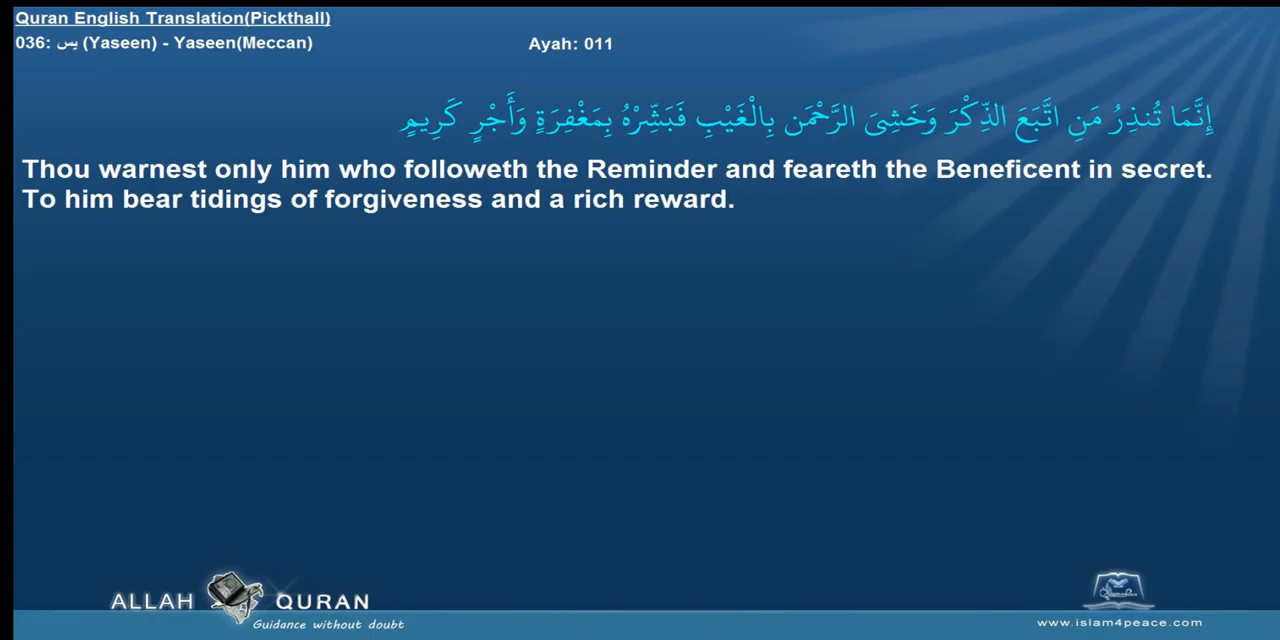 Quran English Translation(Pickthall)
036: يس (Yaseen) - Yaseen(Meccan)
Ayah: 011
إِنَّمَا تُنذِرُ مَنِ اتَّبَعَ الذِّكْرَ وَخَشِىَ الرَّحْمَن بِالْغَيْبِ فَبَشِّرْهُ بِمَغْفِرَةٍ وَأَجْرٍ كَرِيمٍ
Thou warnest only him who followeth the Reminder and feareth the Beneficent in secret.
To him bear tidings of forgiveness and a rich reward.
ALLAH QURAN
Guidance without doubt
www.islam4peace.com